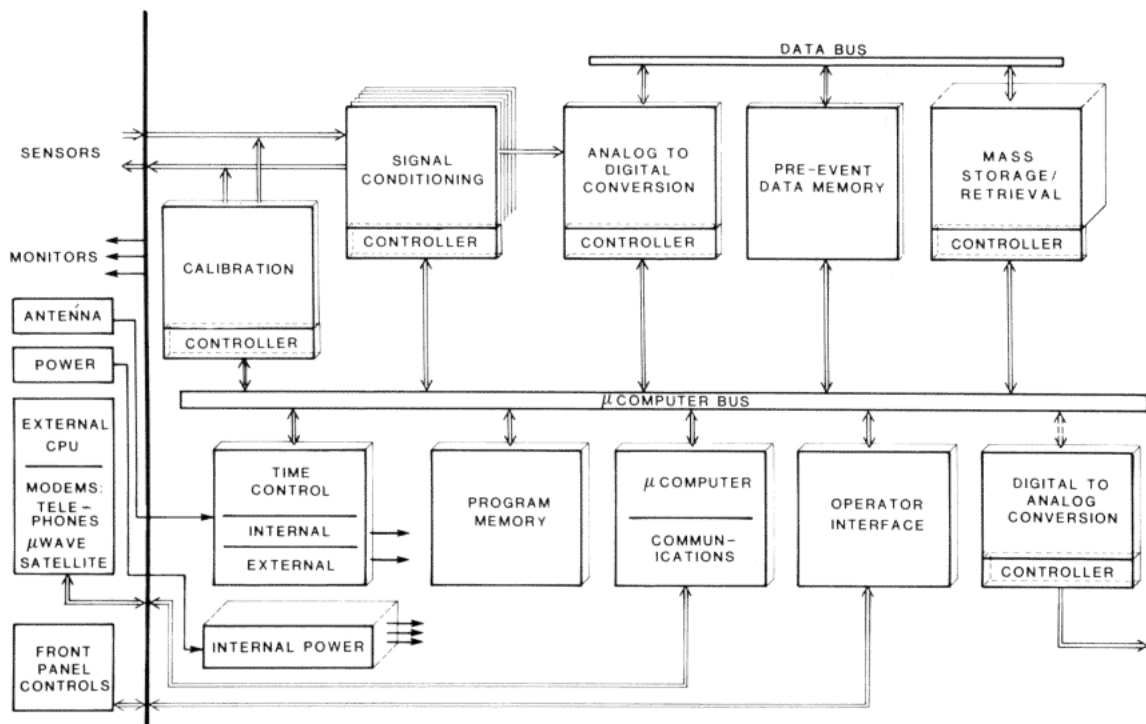 DATA BUS
SENSORS
SIGNAL
CONDITIONING
CONTROLLER
ANALOG TO
DIGITAL
CONVERSION
CONTROLLER
PRE-EVENT
DATA MEMORY
MASS
STORAGE/
RETRIEVAL
CONTROLLER
MONITORS
CALIBRATION
CONTROLLER
ANTENNA
POWER
EXTERNAL
CPU
MODEMS:
TELE-
PHONES
μWAVE
SATELLITE
μCOMPUTER BUS
TIME
CONTROL
INTERNAL
EXTERNAL
PROGRAM
MEMORY
μCOMPUTER
COMMUN-
ICATIONS
OPERATOR
INTERFACE
DIGITAL TO
ANALOG
CONVERSION
CONTROLLER
INTERNAL POWER
FRONT
PANEL
CONTROLS